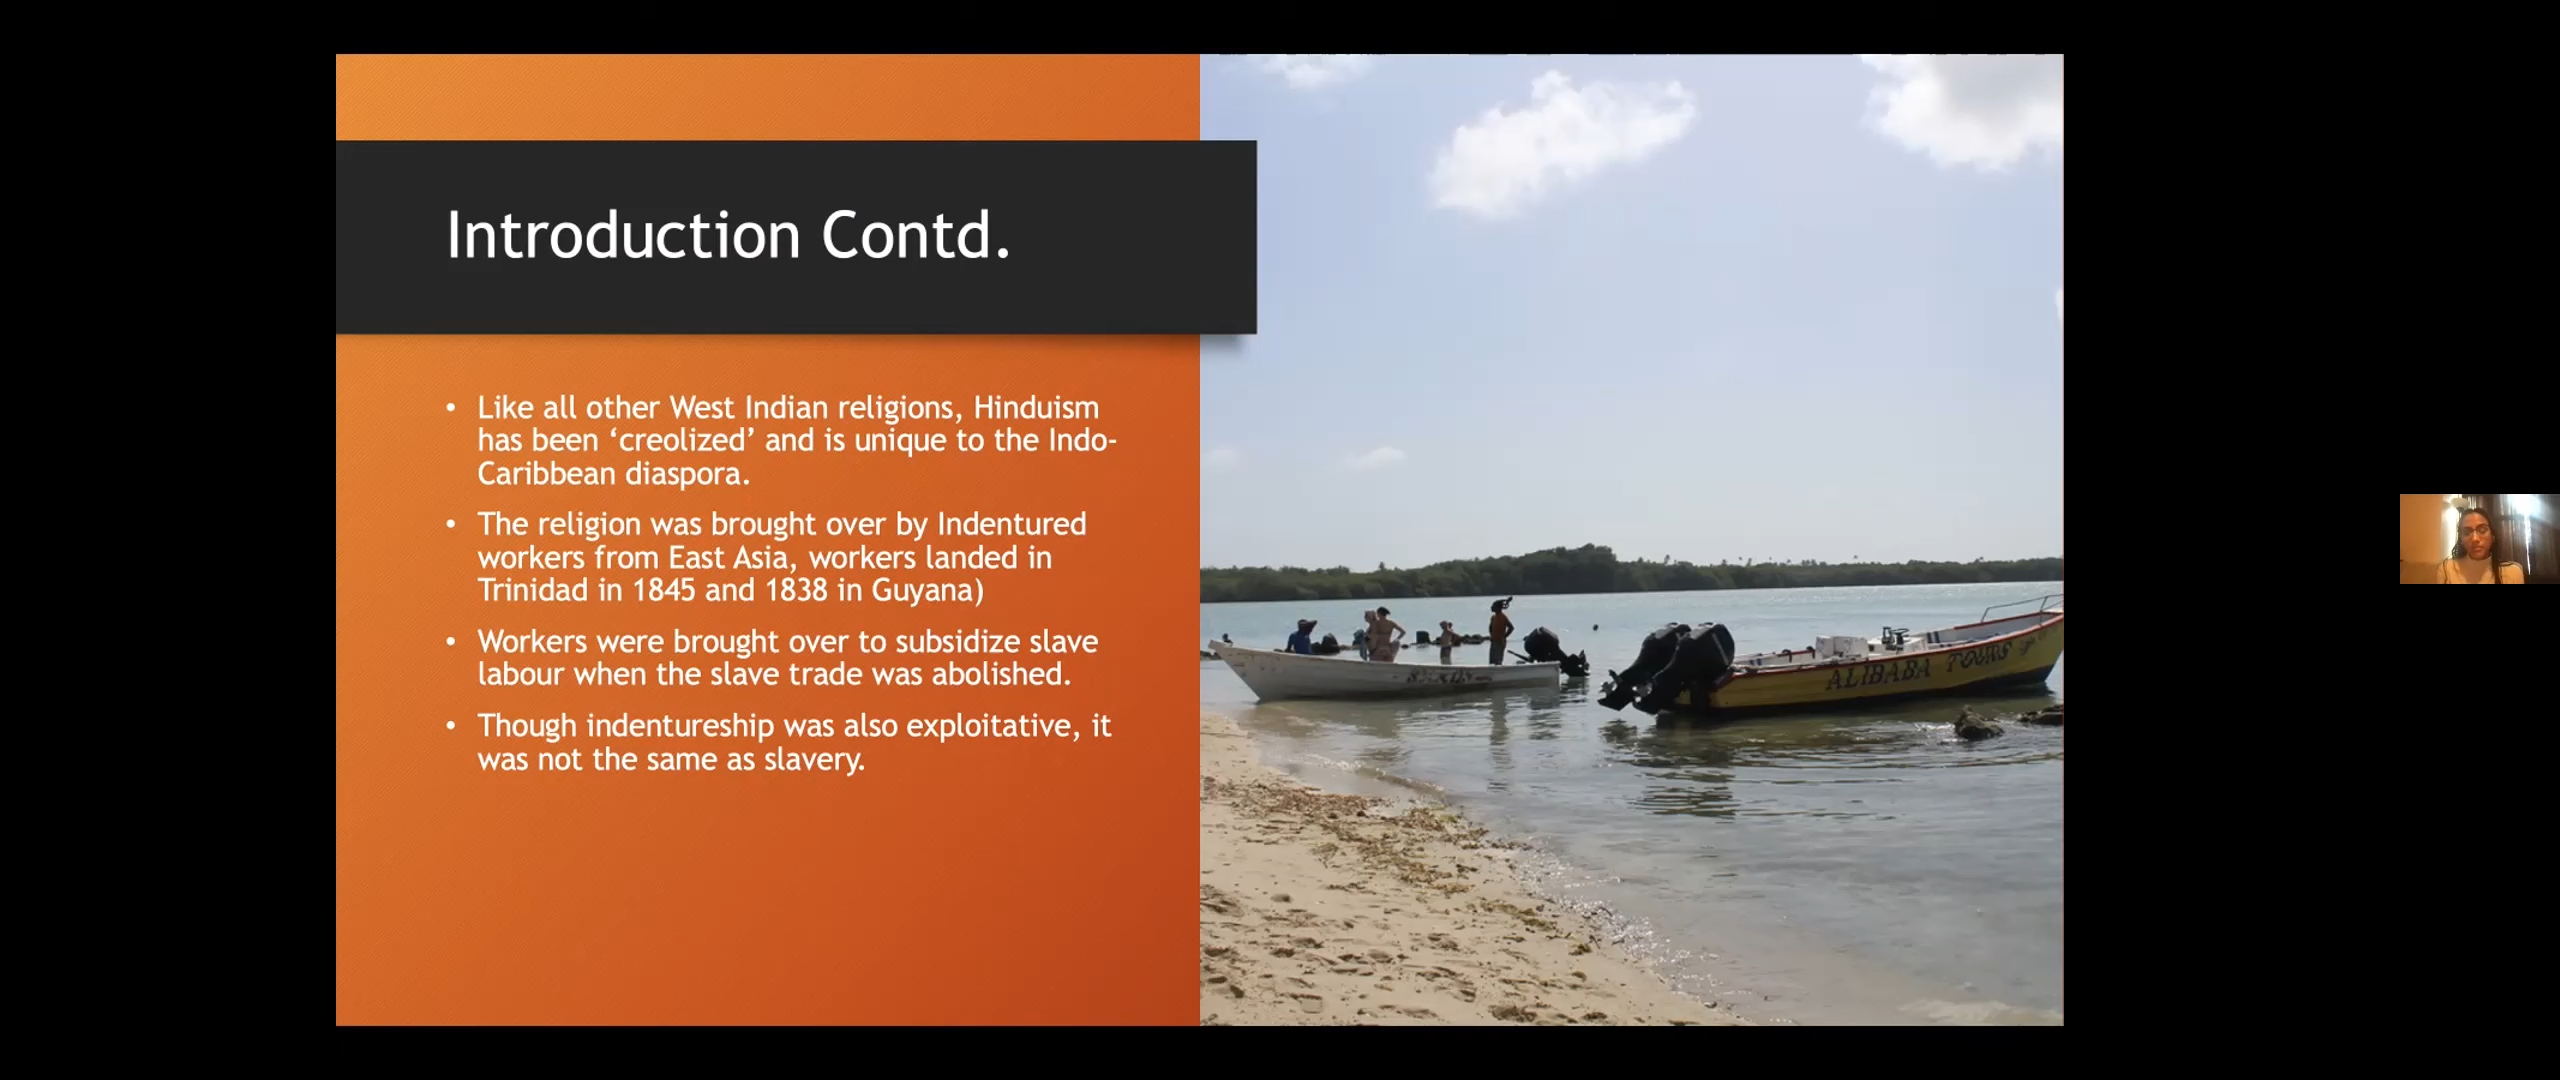 Introduction Contd.
• Like all other West Indian religions, Hinduism
has been ‘creolized’ and is unique to the Indo-
Caribbean diaspora.
• The religion was brought over by Indentured
workers from East Asia, workers landed in
Trinidad in 1845 and 1838 in Guyana)
• Workers were brought over to subsidize slave
labour when the slave trade was abolished.
• Though indentureship was also exploitative, it
was not the same as slavery.
ALIBABA TOURS